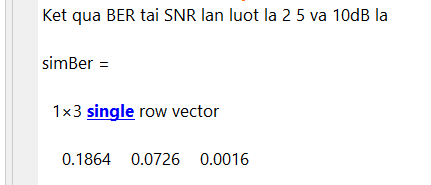 Ket qua BER tai SNR lan luot la 2 5 va 10dB la
simBer =
1×3 single row vector
0.1864 0.0726 0.0016